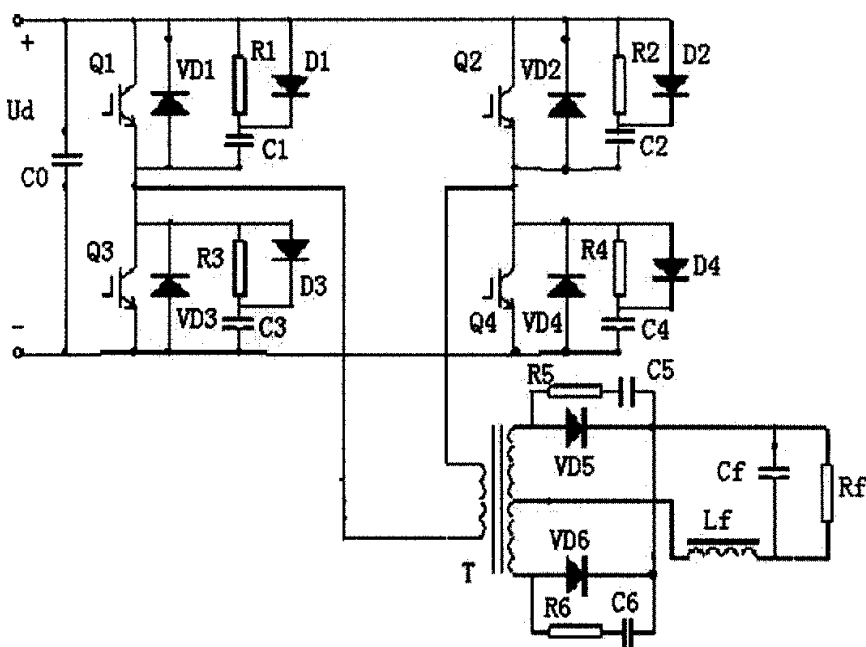 +
Q1
VD1
R1
D1
Q2
VD2
R2
D2
Ud
C0
C1
C2
Q3
R3
D3
VD3
C3
R4
D4
Q4
VD4
C4
-
R5
C5
VD5
Cf
Rf
Lf
VD6
T
R6
C6